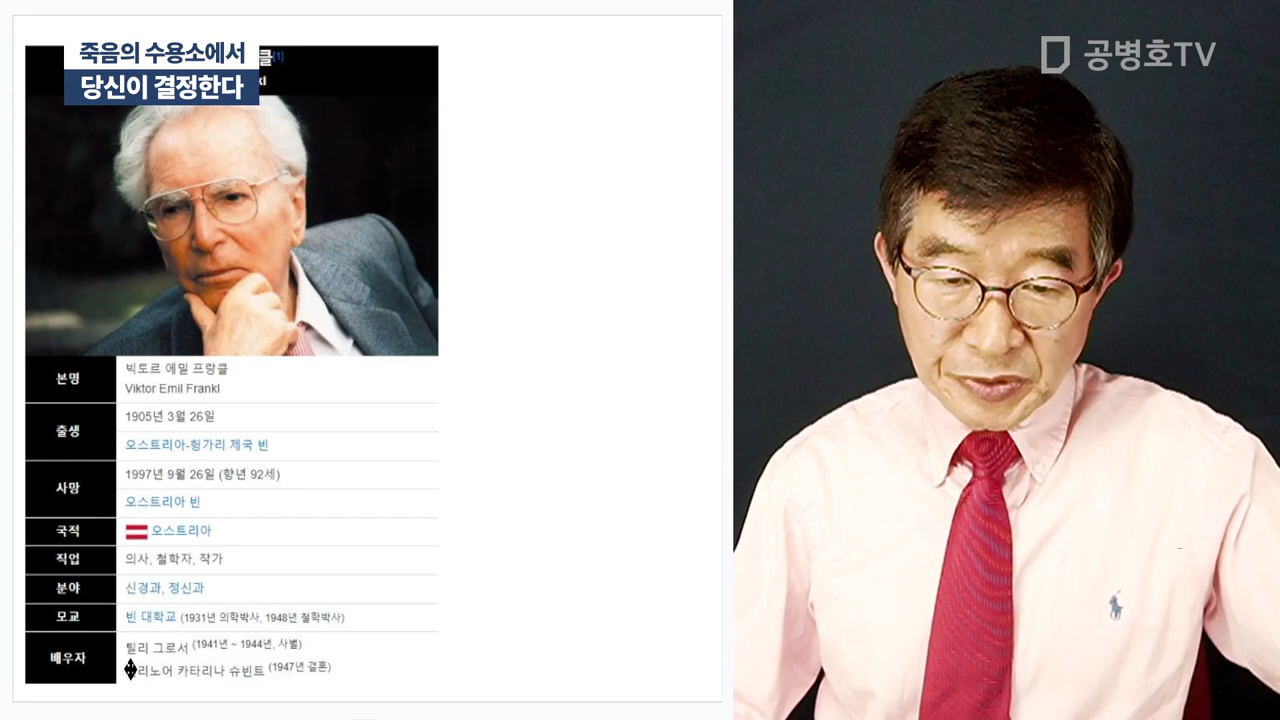 죽음의 수용소에서
당신이 결정한다
클[1]
kl
공병호TV
본명
빅토르 에밀 프랑클
Viktor Emil Frankl
출생
1905년 3월 26일
오스트리아-헝가리 제국 빈
사망
1997년 9월 26일 (향년 92세)
오스트리아 빈
국적
오스트리아
직업
의사, 철학자, 작가
분야
신경과, 정신과
모교
빈 대학교 (1931년 의학박사, 1948년 철학박사)
배우자
틸리 그로서 (1941년 ~ 1944년, 사별)
리노어 카타리나 슈빈트 (1947년 결혼)